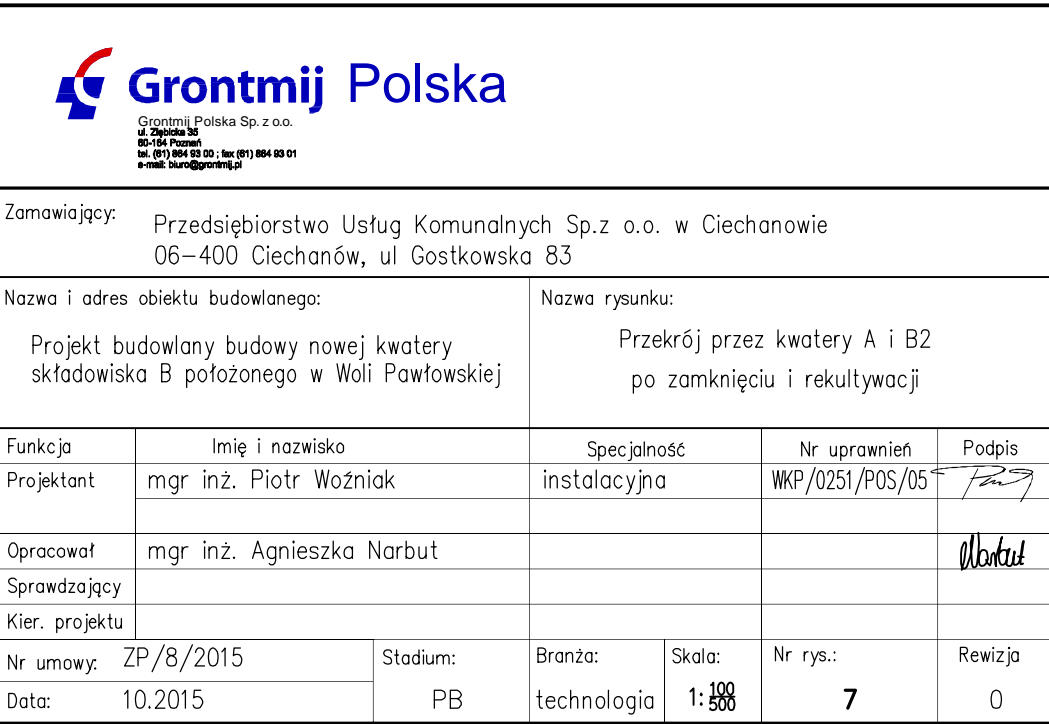 Grontmij Polska
Grontmij Polska Sp. z o.o.
ul. Ziębicka 35
60-164 Poznań
tel. (61) 864 93 00 ; fax (61) 864 93 01
e-mail: biuro@grontmij.pl
Zamawiający:
Przedsiębiorstwo Usług Komunalnych Sp.z o.o. w Ciechanowie
06-400 Ciechanów, ul Gostkowska 83
Nazwa i adres obiektu budowlanego:
Projekt budowlany budowy nowej kwatery
składowiska B położonego w Woli Pawłowskiej
Nazwa rysunku:
Przekrój przez kwatery A i B2
po zamknięciu i rekultywacji
Funkcja Imię i nazwisko Specjalność Nr uprawnień Podpis
Projektant mgr inż. Piotr Woźniak instalacyjna WKP/0251/POS/05
Opracował mgr inż. Agnieszka Narbut Narbut
Sprawdzający
Kier. projektu
Nr umowy: ZP/8/2015 Stadium: Branża: Skala: Nr rys.: Rewizja
Data: 10.2015 PB technologia 1: 100/500 7 0